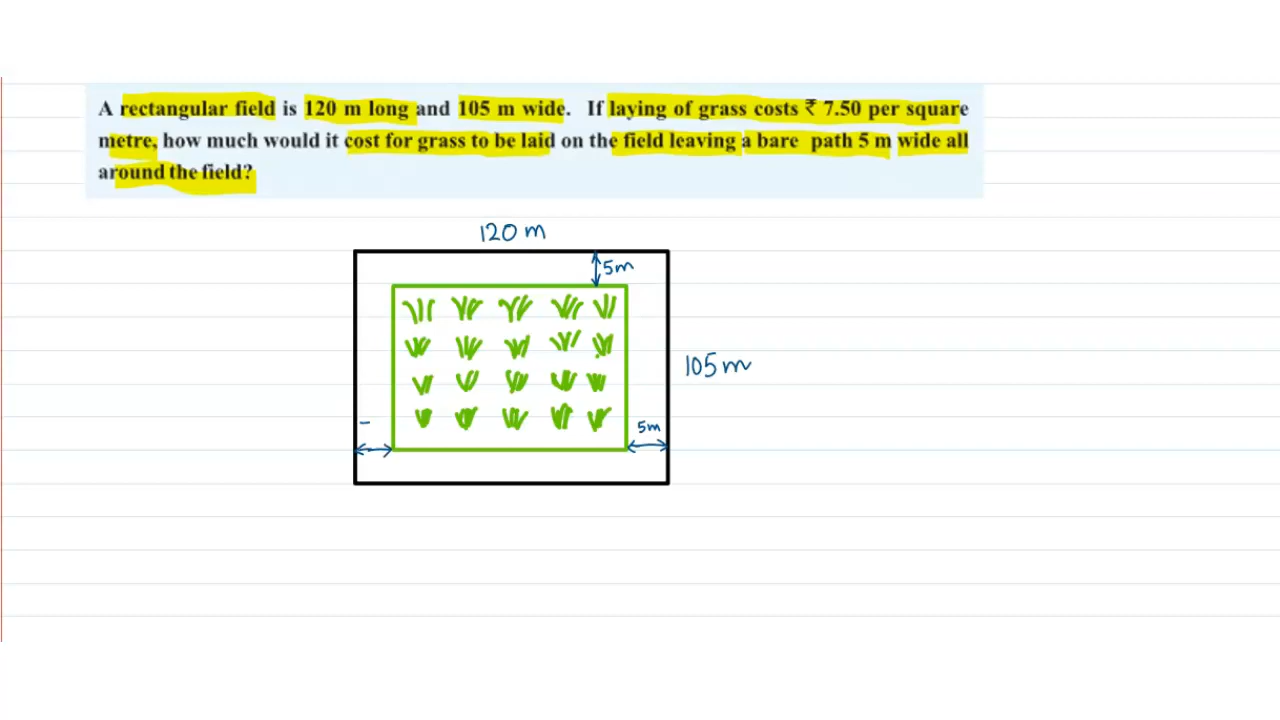 A rectangular field is 120 m long and 105 m wide. If laying of grass costs ₹ 7.50 per square
metre, how much would it cost for grass to be laid on the field leaving a bare path 5 m wide all
around the field?
120 m
5m
105 m
5m